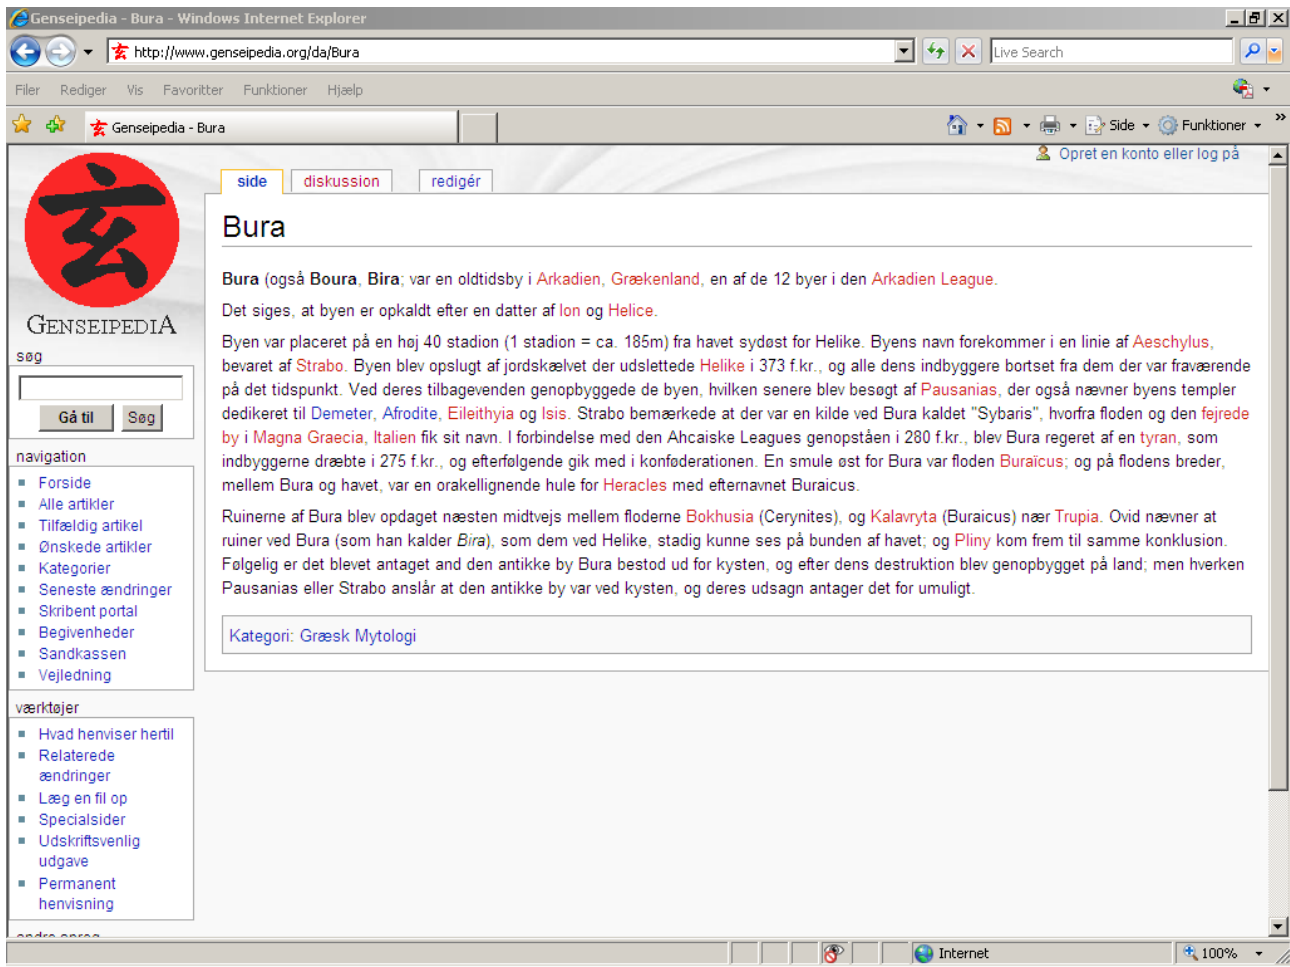 Genseipedia - Bura - Windows Internet Explorer
http://www.genseipedia.org/da/Bura
Live Search
Filer Rediger Vis Favoritter Funktioner Hjælp
Genseipedia - Bura
Side Funktioner
Opret en konto eller log på
side diskussion redigér
玄
GENSEIPEDIA
Bura
Bura (også Boura, Bira; var en oldtidsby i Arkadien, Grækenland, en af de 12 byer i den Arkadien League.
Det siges, at byen er opkaldt efter en datter af Ion og Helice.
Byen var placeret på en høj 40 stadion (1 stadion = ca. 185m) fra havet sydøst for Helike. Byens navn forekommer i en linie af Aeschylus,
bevaret af Strabo. Byen blev opslugt af jordskælvet der udslettede Helike i 373 f.kr., og alle dens indbyggere bortset fra dem der var fraværende
på det tidspunkt. Ved deres tilbagevenden genopbyggede de byen, hvilken senere blev besøgt af Pausanias, der også nævner byens templer
dedikeret til Demeter, Afrodite, Eileithyia og Isis. Strabo bemærkede at der var en kilde ved Bura kaldet "Sybaris", hvorfra floden og den fejrede
by i Magna Graecia, Italien fik sit navn. I forbindelse med den Ahcaiske Leagues genopståen i 280 f.kr., blev Bura regeret af en tyran, som
indbyggerne dræbte i 275 f.kr., og efterfølgende gik med i konføderationen. En smule øst for Bura var floden Buraïcus; og på flodens breder,
mellem Bura og havet, var en orakellignende hule for Heracles med efternavnet Buraicus.
Ruinerne af Bura blev opdaget næsten midtvejs mellem floderne Bokhusia (Cerynites), og Kalavryta (Buraicus) nær Trupia. Ovid nævner at
ruiner ved Bura (som han kalder Bira), som dem ved Helike, stadig kunne ses på bunden af havet; og Pliny kom frem til samme konklusion.
Følgelig er det blevet antaget and den antikke by Bura bestod ud for kysten, og efter dens destruktion blev genopbygget på land; men hverken
Pausanias eller Strabo anslår at den antikke by var ved kysten, og deres udsagn antager det for umuligt.
Kategori: Græsk Mytologi
søg
Gå til Søg
navigation
Forside
Alle artikler
Tilfældig artikel
Ønskede artikler
Kategorier
Seneste ændringer
Skribent portal
Begivenheder
Sandkassen
Vejledning
værktøjer
Hvad henviser hertil
Relaterede
ændringer
Læg en fil op
Specialsider
Udskriftsvenlig
udgave
Permanent
henvisning
Internet
100%